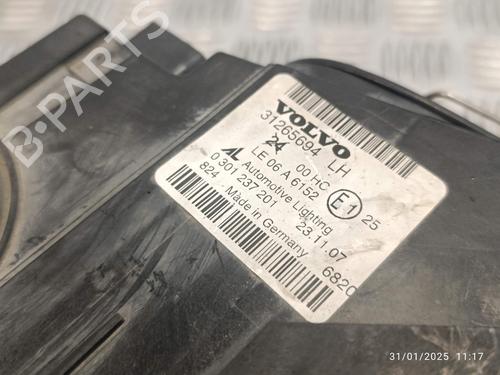 VOLVO
31265694 LH
24 00 HC
LE 06 A 6152
E1 25
AL Automotive Lighting
0 301 237 201 23.11.07
824 Made in Germany 6820
B-PARTS
31/01/2025 11:17